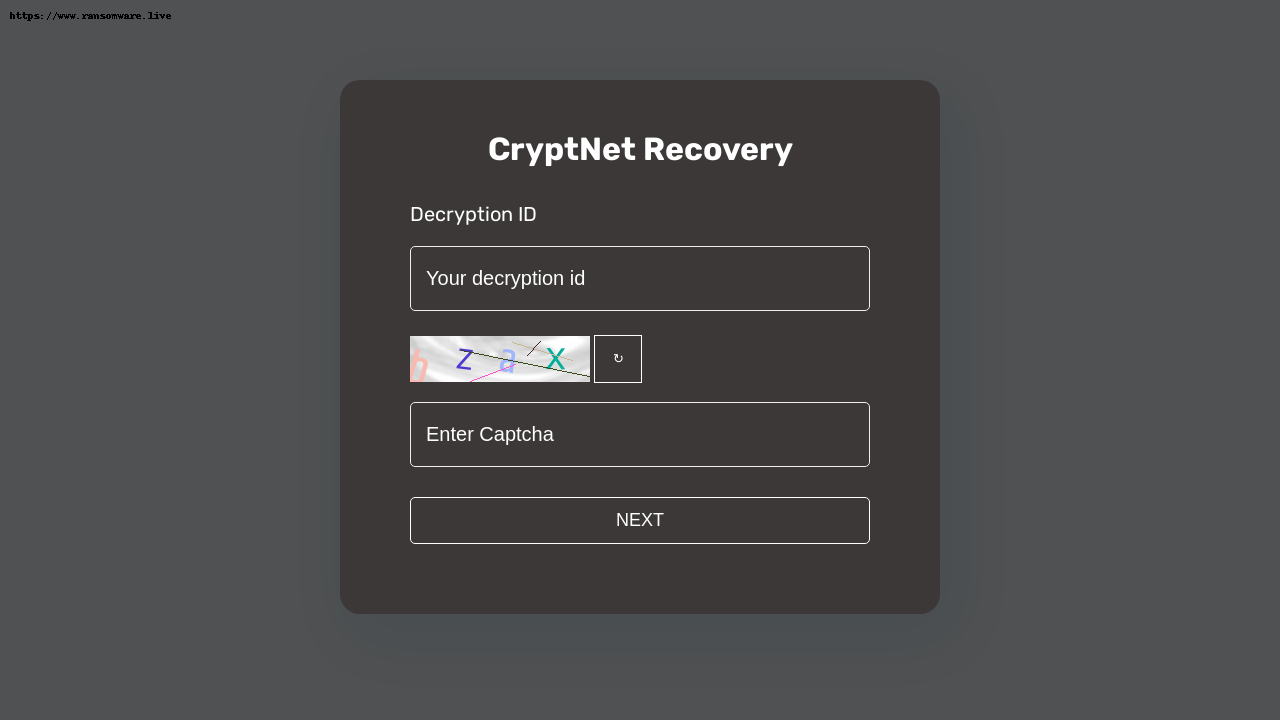 https://www.ransomware.live
CryptNet Recovery
Decryption ID
Your decryption id
h z a X
↻
Enter Captcha
NEXT